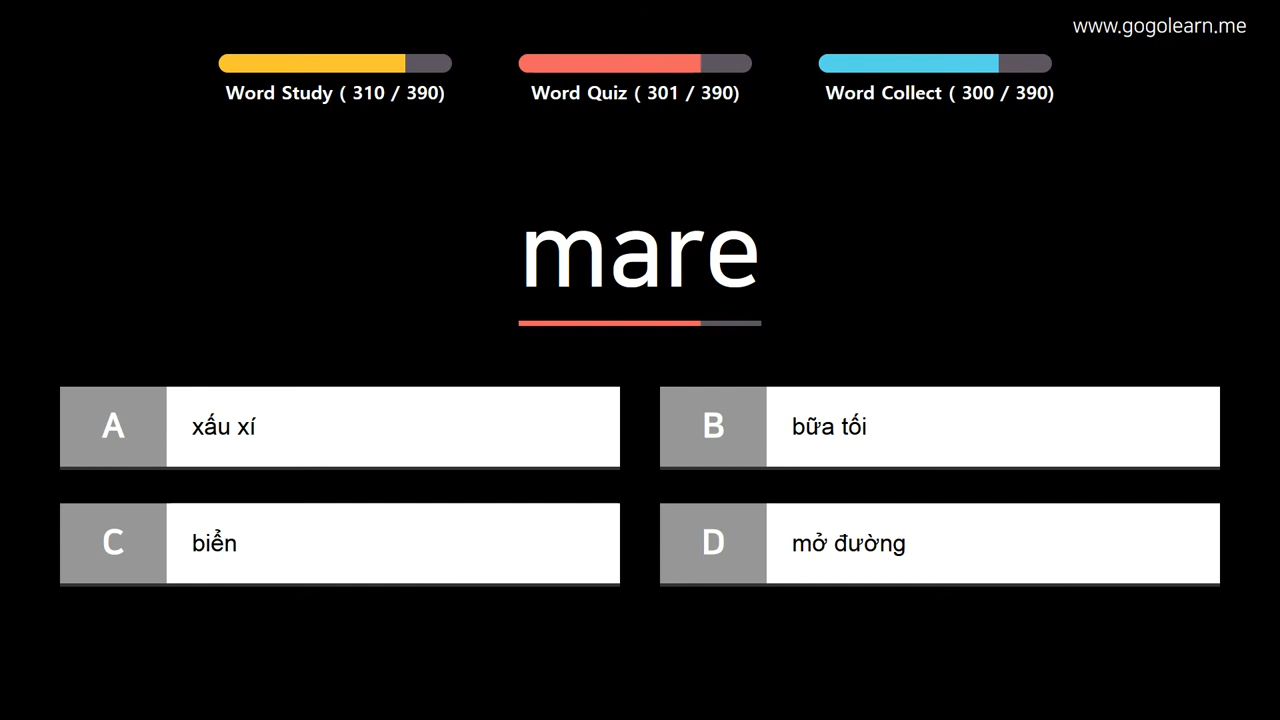 www.gogolearn.me
Word Study ( 310 / 390)
Word Quiz ( 301 / 390)
Word Collect ( 300 / 390)
mare
A xấu xí
B bữa tối
C biển
D mở đường